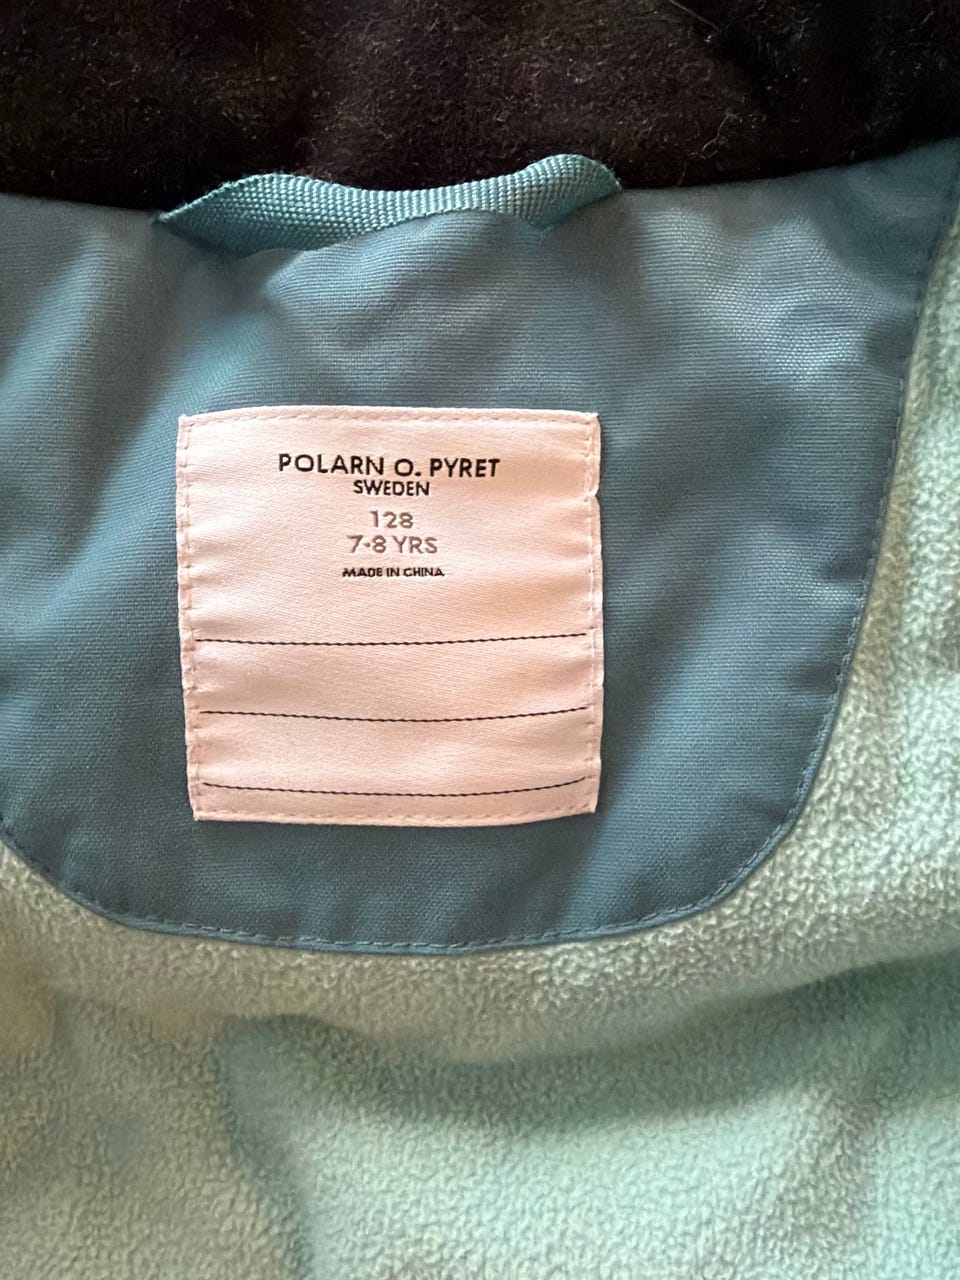 POLARN O. PYRET
SWEDEN
128
7-8 YRS
MADE IN CHINA